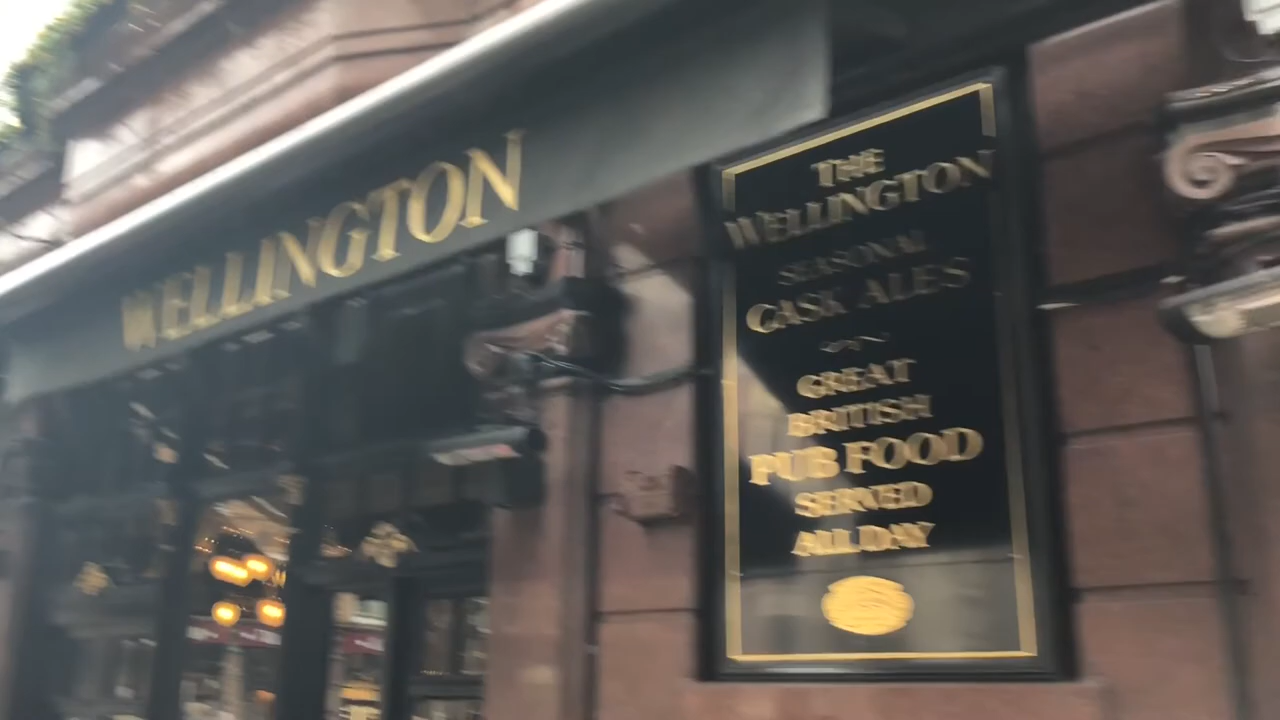 WELLINGTON
THE
WELLINGTON
SEASONAL
CASK ALES
GREAT
BRITISH
PUB FOOD
SERVED
ALL DAY